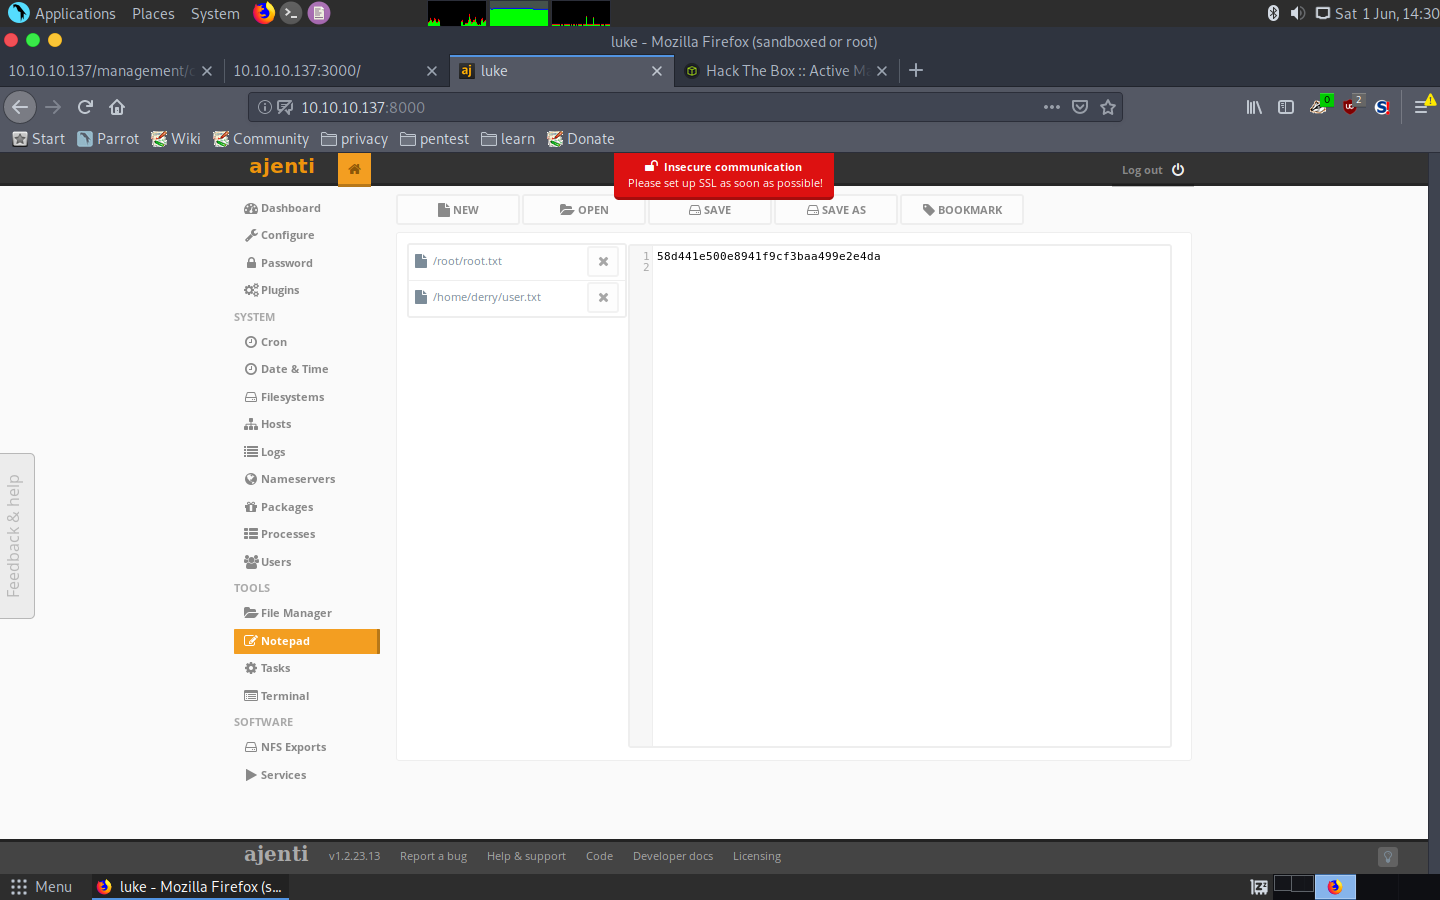 Applications Places System Sat 1 Jun, 14:30
luke - Mozilla Firefox (sandboxed or root)
10.10.10.137/management/ 10.10.10.137:3000/ aj luke Hack The Box :: Active
10.10.10.137:8000 0 2
Start Parrot Wiki Community privacy pentest learn Donate
ajenti
Insecure communication
Please set up SSL as soon as possible!
Log out
Dashboard
Configure
Password
Plugins
SYSTEM
Cron
Date & Time
Filesystems
Hosts
Logs
Nameservers
Packages
Processes
Users
TOOLS
File Manager
Notepad
Tasks
Terminal
SOFTWARE
NFS Exports
Services
NEW OPEN SAVE SAVE AS BOOKMARK
/root/root.txt
/home/derry/user.txt
1 58d441e500e8941f9cf3baa499e2e4da
2
Feedback & help
ajenti v1.2.23.13 Report a bug Help & support Code Developer docs Licensing
Menu luke - Mozilla Firefox (s...